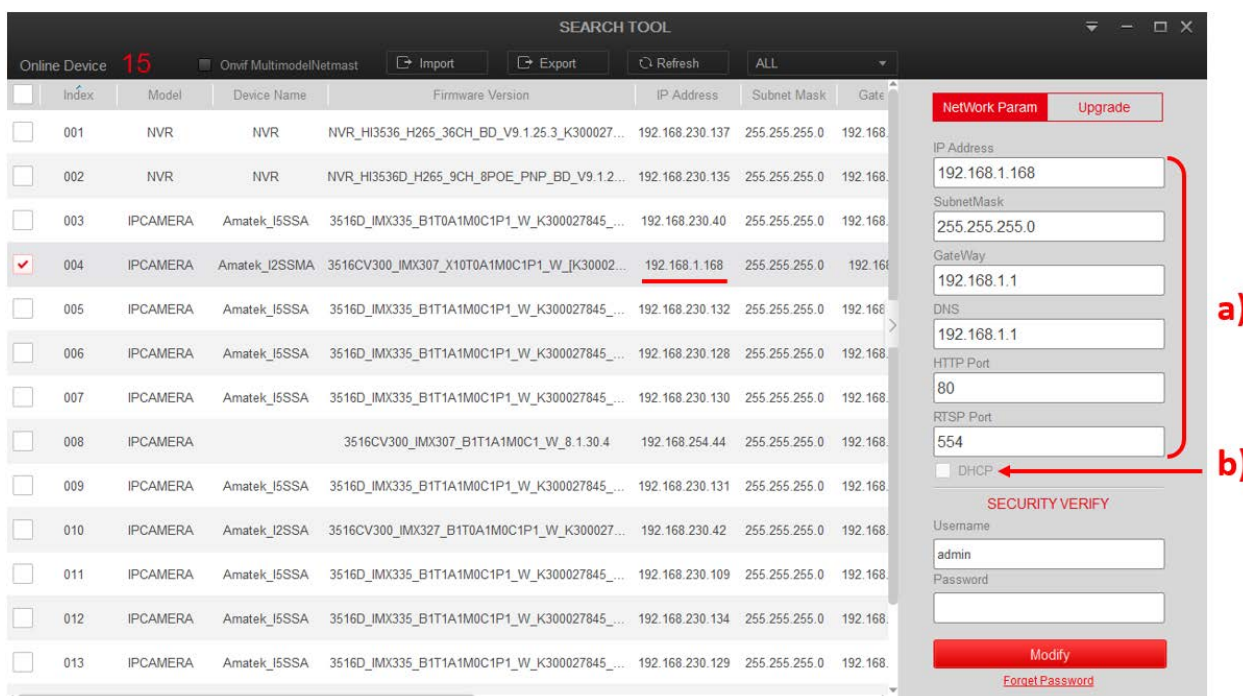 SEARCH TOOL
Online Device 15 Onvif MultimodelNetmast Import Export Refresh ALL
Index Model Device Name Firmware Version IP Address Subnet Mask Gate
001 NVR NVR NVR_HI3536_H265_36CH_BD_V9.1.25.3_K300027... 192.168.230.137 255.255.255.0 192.168.
002 NVR NVR NVR_HI3536D_H265_9CH_8POE_PNP_BD_V9.1.2... 192.168.230.135 255.255.255.0 192.168.
003 IPCAMERA Amatek_I5SSA 3516D_IMX335_B1T0A1M0C1P1_W_K300027845_... 192.168.230.40 255.255.255.0 192.168.
004 IPCAMERA Amatek_I2SSMA 3516CV300_IMX307_X10T0A1M0C1P1_W_[K30002... 192.168.1.168 255.255.255.0 192.168
005 IPCAMERA Amatek_I5SSA 3516D_IMX335_B1T1A1M0C1P1_W_K300027845_... 192.168.230.132 255.255.255.0 192.168
006 IPCAMERA Amatek_I5SSA 3516D_IMX335_B1T1A1M0C1P1_W_K300027845_... 192.168.230.128 255.255.255.0 192.168.
007 IPCAMERA Amatek_I5SSA 3516D_IMX335_B1T1A1M0C1P1_W_K300027845_... 192.168.230.130 255.255.255.0 192.168.
008 IPCAMERA 3516CV300_IMX307_B1T1A1M0C1_W_8.1.30.4 192.168.254.44 255.255.255.0 192.168.
009 IPCAMERA Amatek_I5SSA 3516D_IMX335_B1T1A1M0C1P1_W_K300027845_... 192.168.230.131 255.255.255.0 192.168.
010 IPCAMERA Amatek_I2SSA 3516CV300_IMX327_B1T0A1M0C1P1_W_K300027... 192.168.230.42 255.255.255.0 192.168.
011 IPCAMERA Amatek_I5SSA 3516D_IMX335_B1T1A1M0C1P1_W_K300027845_... 192.168.230.109 255.255.255.0 192.168.
012 IPCAMERA Amatek_I5SSA 3516D_IMX335_B1T1A1M0C1P1_W_K300027845_... 192.168.230.134 255.255.255.0 192.168.
013 IPCAMERA Amatek_I5SSA 3516D_IMX335_B1T1A1M0C1P1_W_K300027845_... 192.168.230.129 255.255.255.0 192.168.
NetWork Param Upgrade
IP Address
192.168.1.168
SubnetMask
255.255.255.0
GateWay
192.168.1.1
DNS
192.168.1.1
HTTP Port
80
RTSP Port
554
DHCP
SECURITY VERIFY
Username
admin
Password
Modify
Forget Password
a)
b)